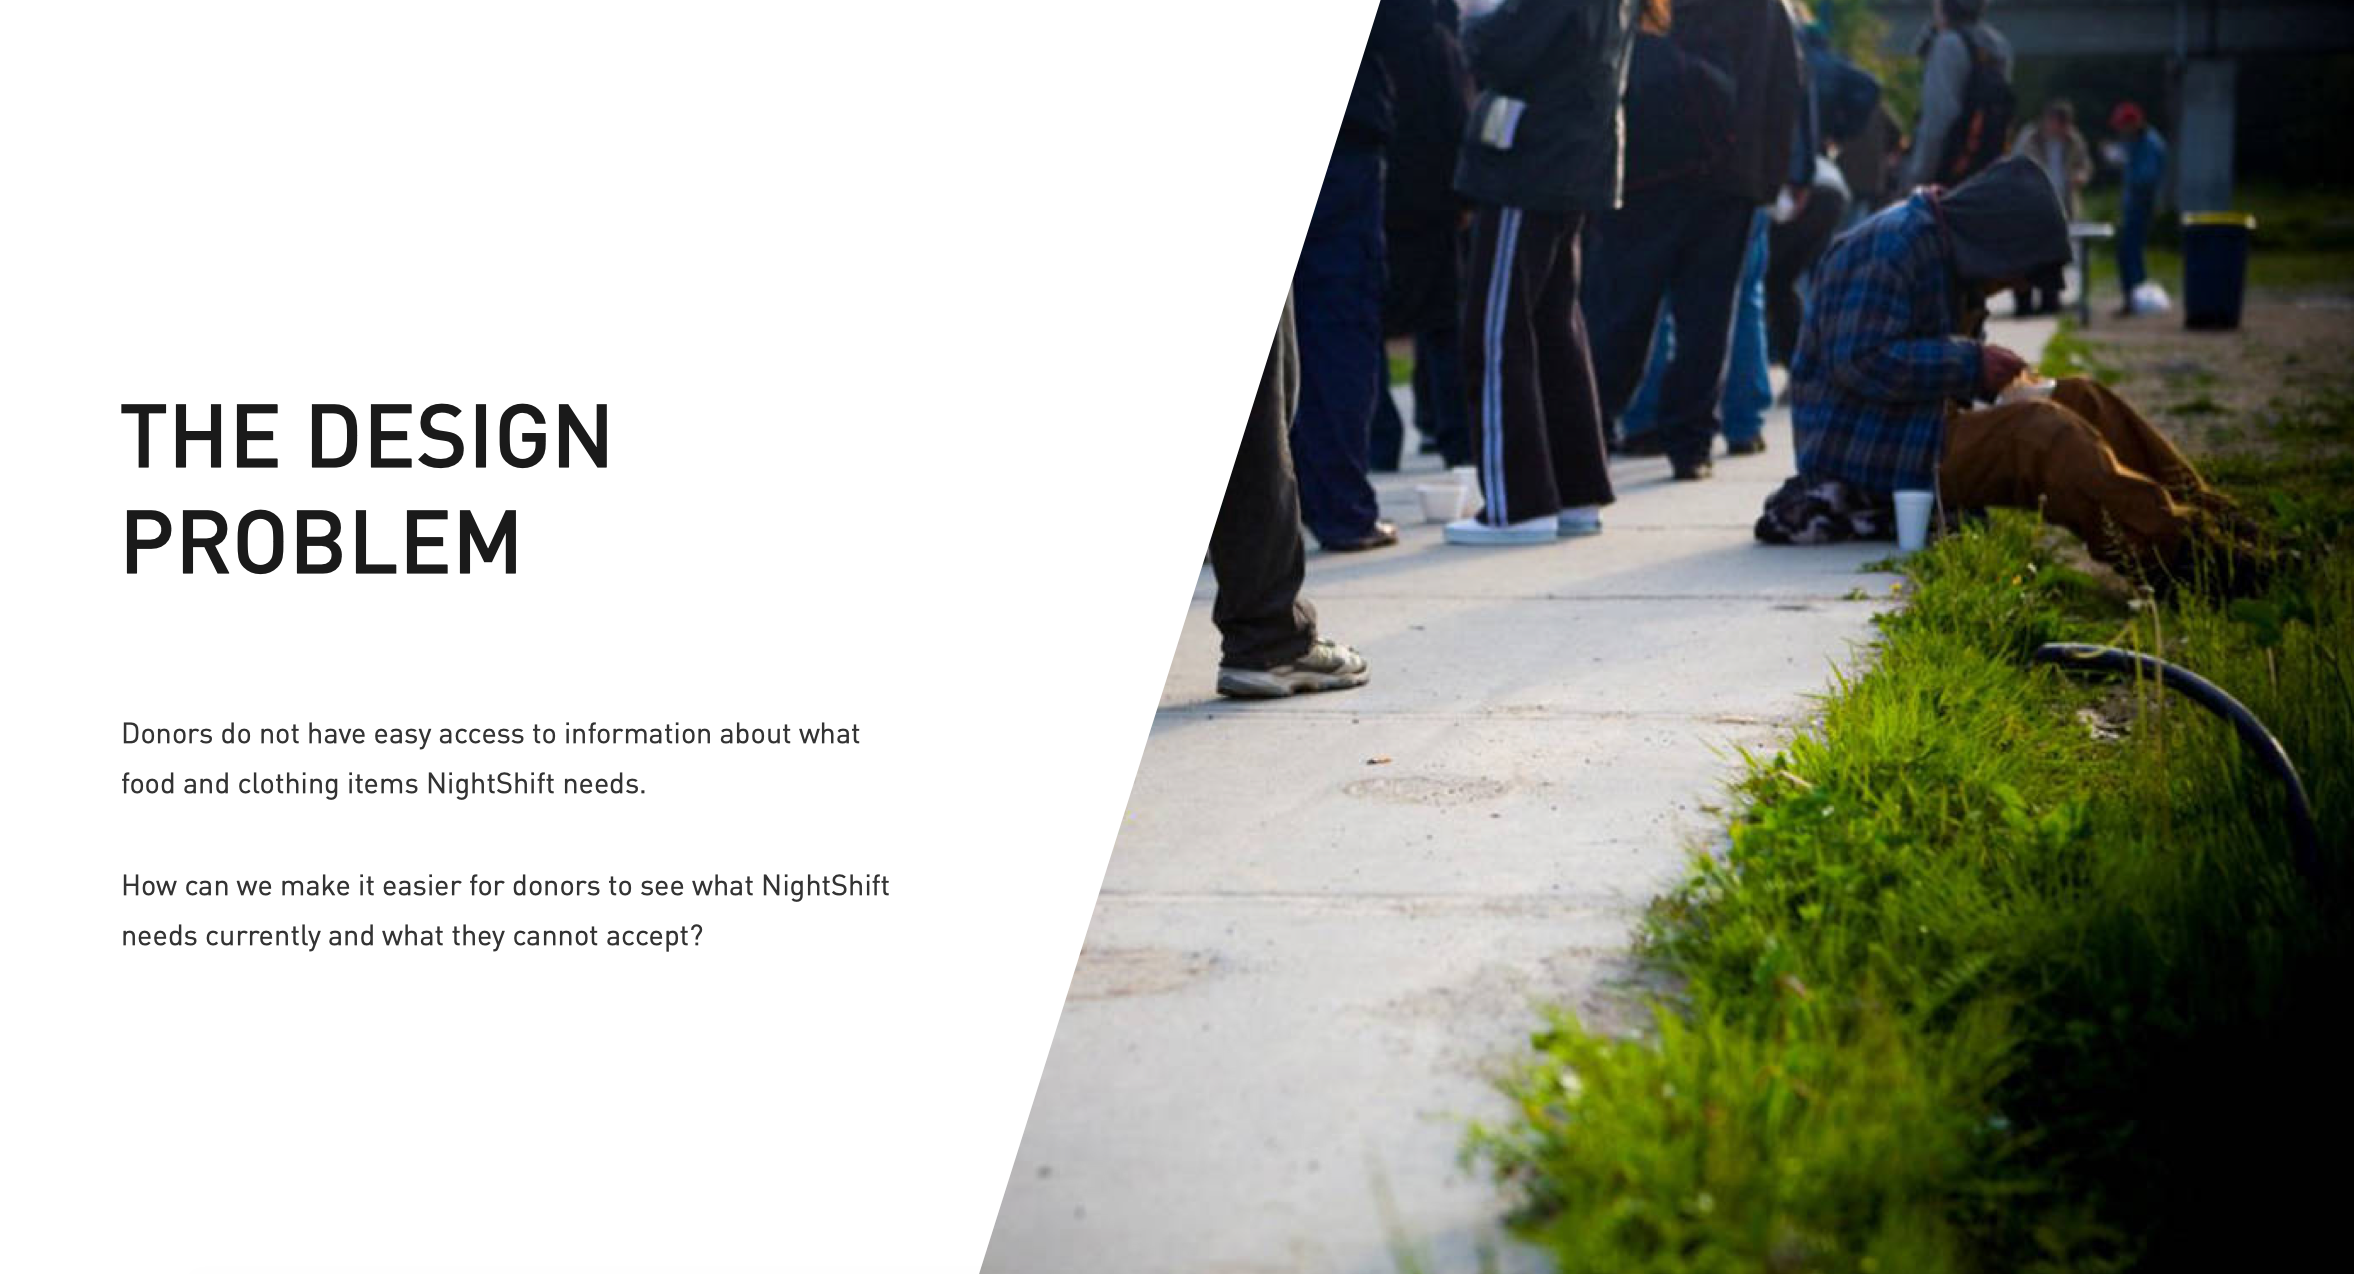 THE DESIGN
PROBLEM
Donors do not have easy access to information about what
food and clothing items NightShift needs.
How can we make it easier for donors to see what NightShift
needs currently and what they cannot accept?